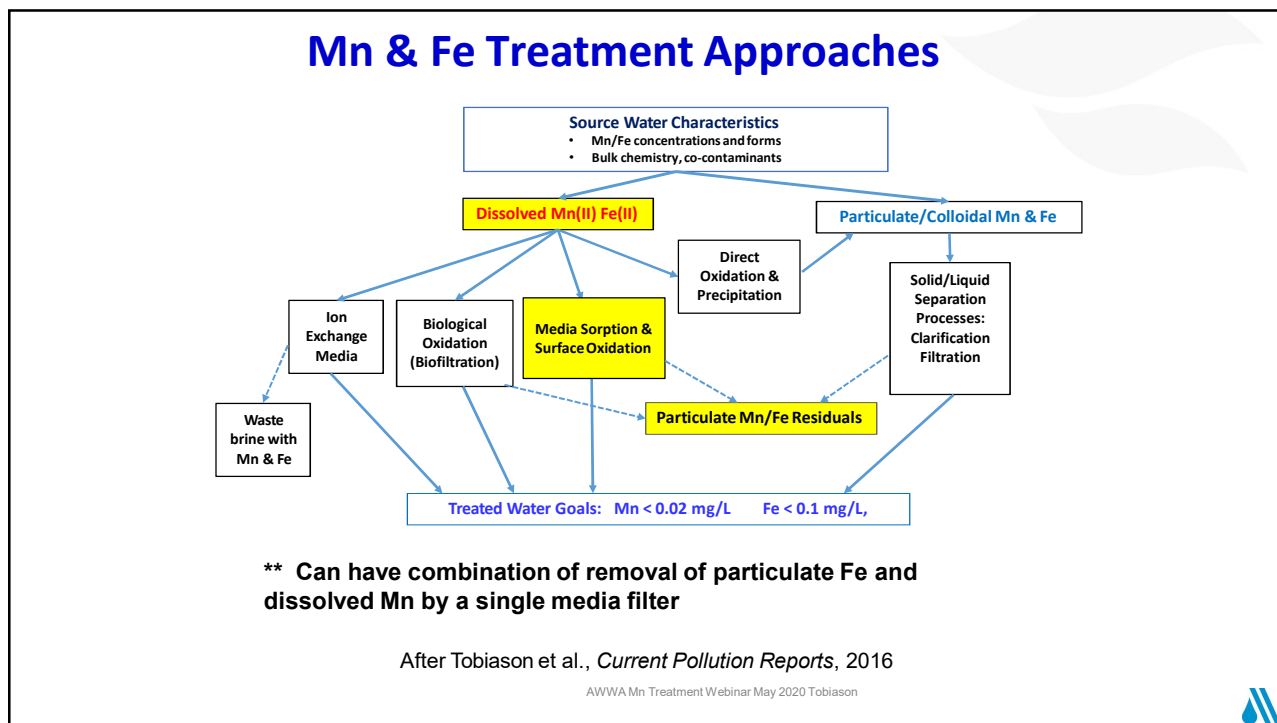 Mn & Fe Treatment Approaches
Source Water Characteristics
• Mn/Fe concentrations and forms
• Bulk chemistry, co-contaminants
Dissolved Mn(II) Fe(II)
Particulate/Colloidal Mn & Fe
Direct
Oxidation &
Precipitation
Solid/Liquid
Separation
Processes:
Clarification
Filtration
Ion
Exchange
Media
Biological
Oxidation
(Biofiltration)
Media Sorption &
Surface Oxidation
Waste
brine with
Mn & Fe
Particulate Mn/Fe Residuals
Treated Water Goals: Mn < 0.02 mg/L Fe < 0.1 mg/L,
** Can have combination of removal of particulate Fe and
dissolved Mn by a single media filter
After Tobiason et al., Current Pollution Reports, 2016
AWWA Mn Treatment Webinar May 2020 Tobiason